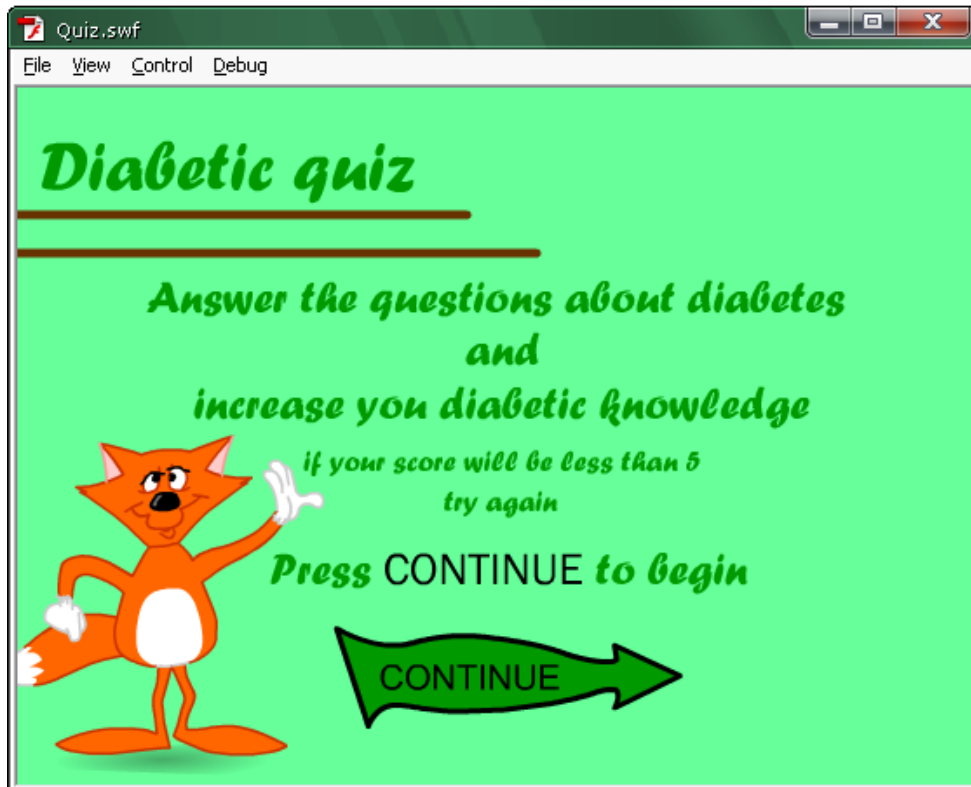 Quiz.swf
File View Control Debug
Diabetic quiz
Answer the questions about diabetes
and
increase you diabetic knowledge
if your score will be less than 5
try again
Press CONTINUE to begin
CONTINUE